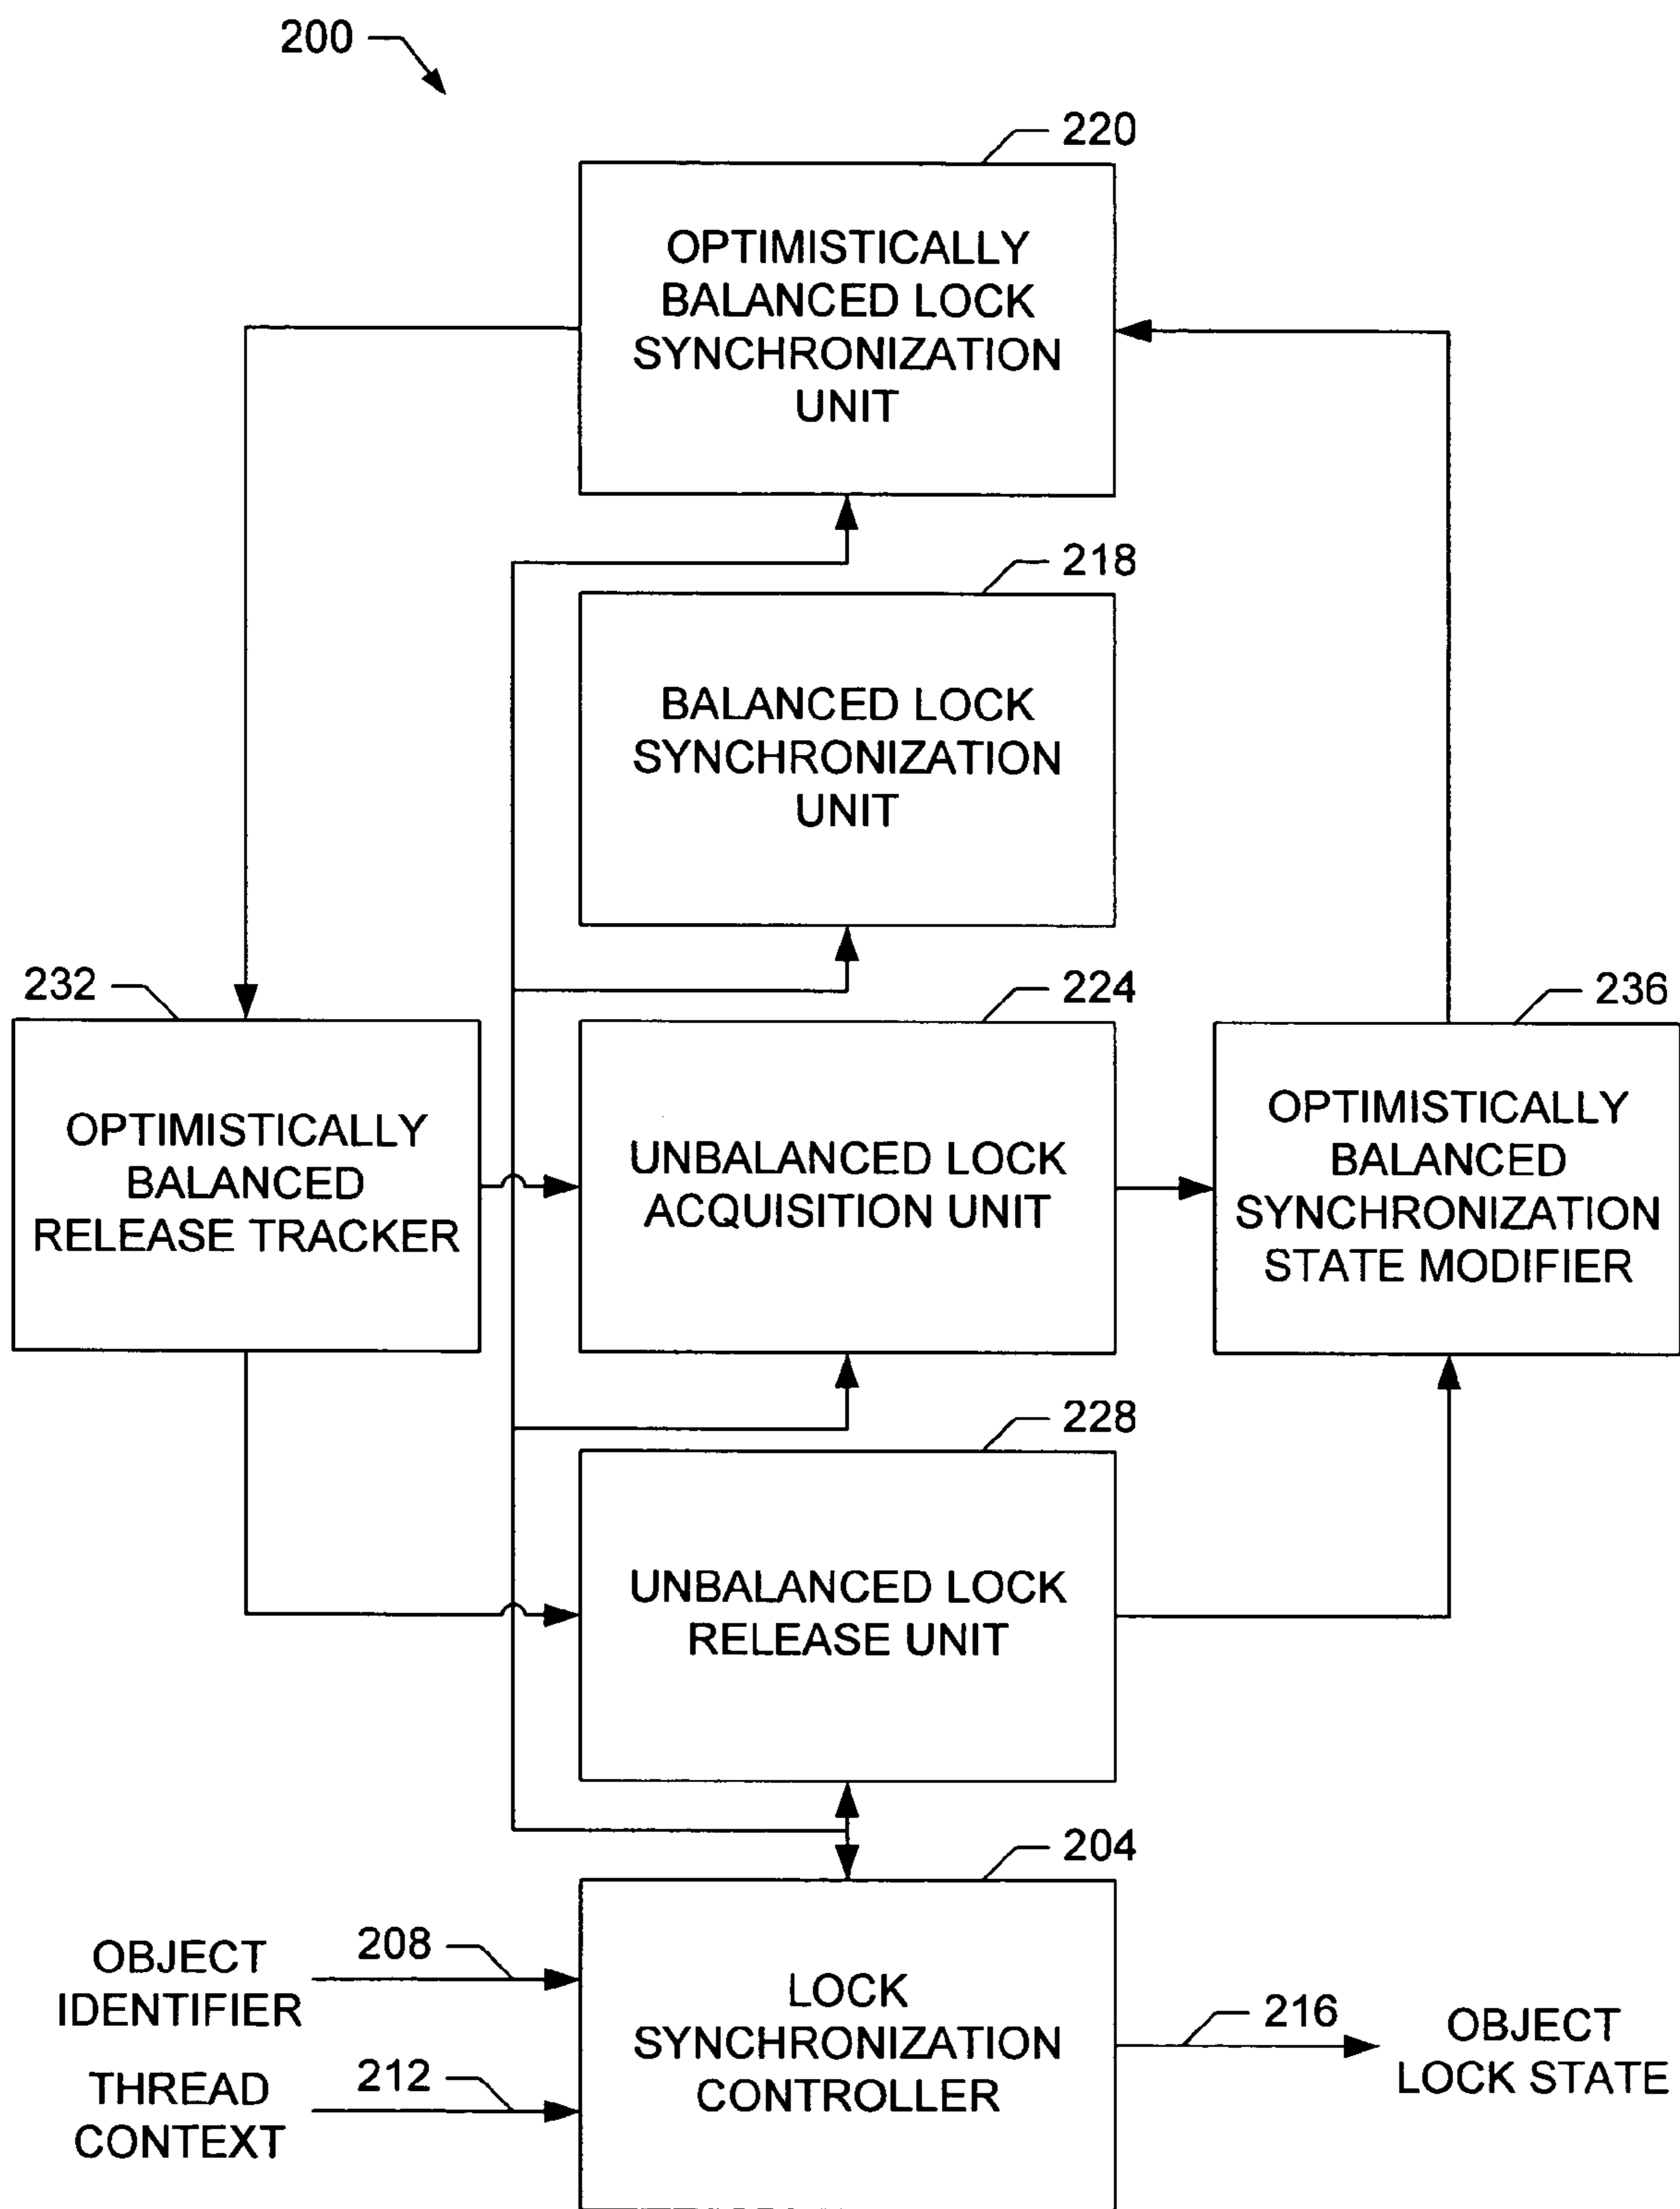 200
220
OPTIMISTICALLY
BALANCED LOCK
SYNCHRONIZATION
UNIT
218
BALANCED LOCK
SYNCHRONIZATION
UNIT
232
OPTIMISTICALLY
BALANCED
RELEASE TRACKER
224
UNBALANCED LOCK
ACQUISITION UNIT
236
OPTIMISTICALLY
BALANCED
SYNCHRONIZATION
STATE MODIFIER
228
UNBALANCED LOCK
RELEASE UNIT
204
LOCK
SYNCHRONIZATION
CONTROLLER
OBJECT
IDENTIFIER
208
THREAD
CONTEXT
212
216
OBJECT
LOCK STATE